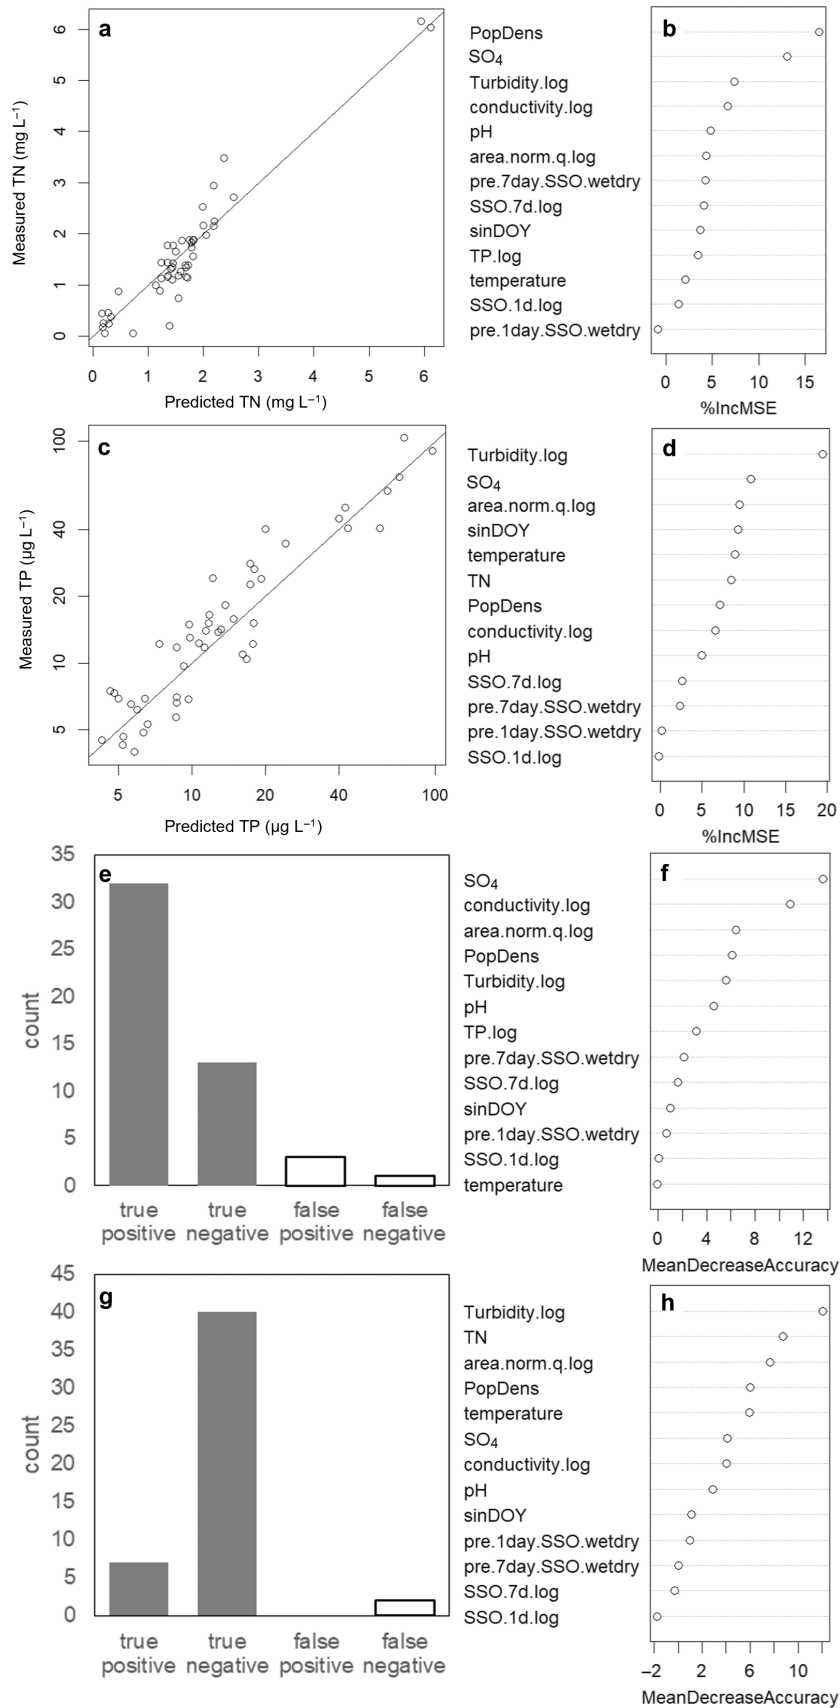 a
6
5
4
3
2
1
0
Measured TN (mg L⁻¹)
0 1 2 3 4 5 6
Predicted TN (mg L⁻¹)
b
PopDens
SO₄
Turbidity.log
conductivity.log
pH
area.norm.q.log
pre.7day.SSO.wetdry
SSO.7d.log
sinDOY
TP.log
temperature
SSO.1d.log
pre.1day.SSO.wetdry
0 5 10 15
%IncMSE
c
100
40
20
10
5
Measured TP (µg L⁻¹)
5 10 20 40 100
Predicted TP (µg L⁻¹)
d
Turbidity.log
SO₄
area.norm.q.log
sinDOY
temperature
TN
PopDens
conductivity.log
pH
SSO.7d.log
pre.7day.SSO.wetdry
pre.1day.SSO.wetdry
SSO.1d.log
0 5 10 15 20
%IncMSE
e
35
30
25
20
15
10
5
0
count
true positive
true negative
false positive
false negative
f
SO₄
conductivity.log
area.norm.q.log
PopDens
Turbidity.log
pH
TP.log
pre.7day.SSO.wetdry
SSO.7d.log
sinDOY
pre.1day.SSO.wetdry
SSO.1d.log
temperature
0 4 8 12
MeanDecreaseAccuracy
g
45
40
35
30
25
20
15
10
5
0
count
true positive
true negative
false positive
false negative
h
Turbidity.log
TN
area.norm.q.log
PopDens
temperature
SO₄
conductivity.log
pH
sinDOY
pre.1day.SSO.wetdry
pre.7day.SSO.wetdry
SSO.7d.log
SSO.1d.log
−2 2 6 10
MeanDecreaseAccuracy